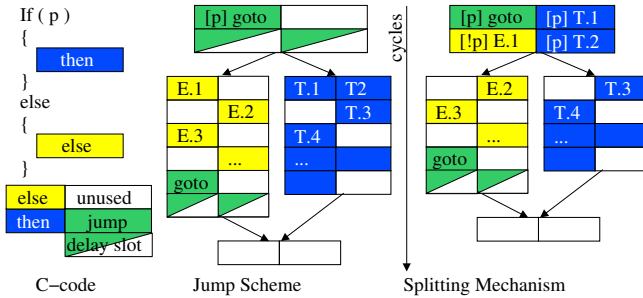 If ( p )
{
then
}
else
{
else
}
else unused
then jump
delay slot
C−code
[p] goto
E.1
E.2
E.3
...
goto
T.1 T2
T.3
T.4
...
Jump Scheme
cycles
[p] goto [p] T.1
[!p] E.1 [p] T.2
E.2
E.3
...
goto
T.3
T.4
...
Splitting Mechanism